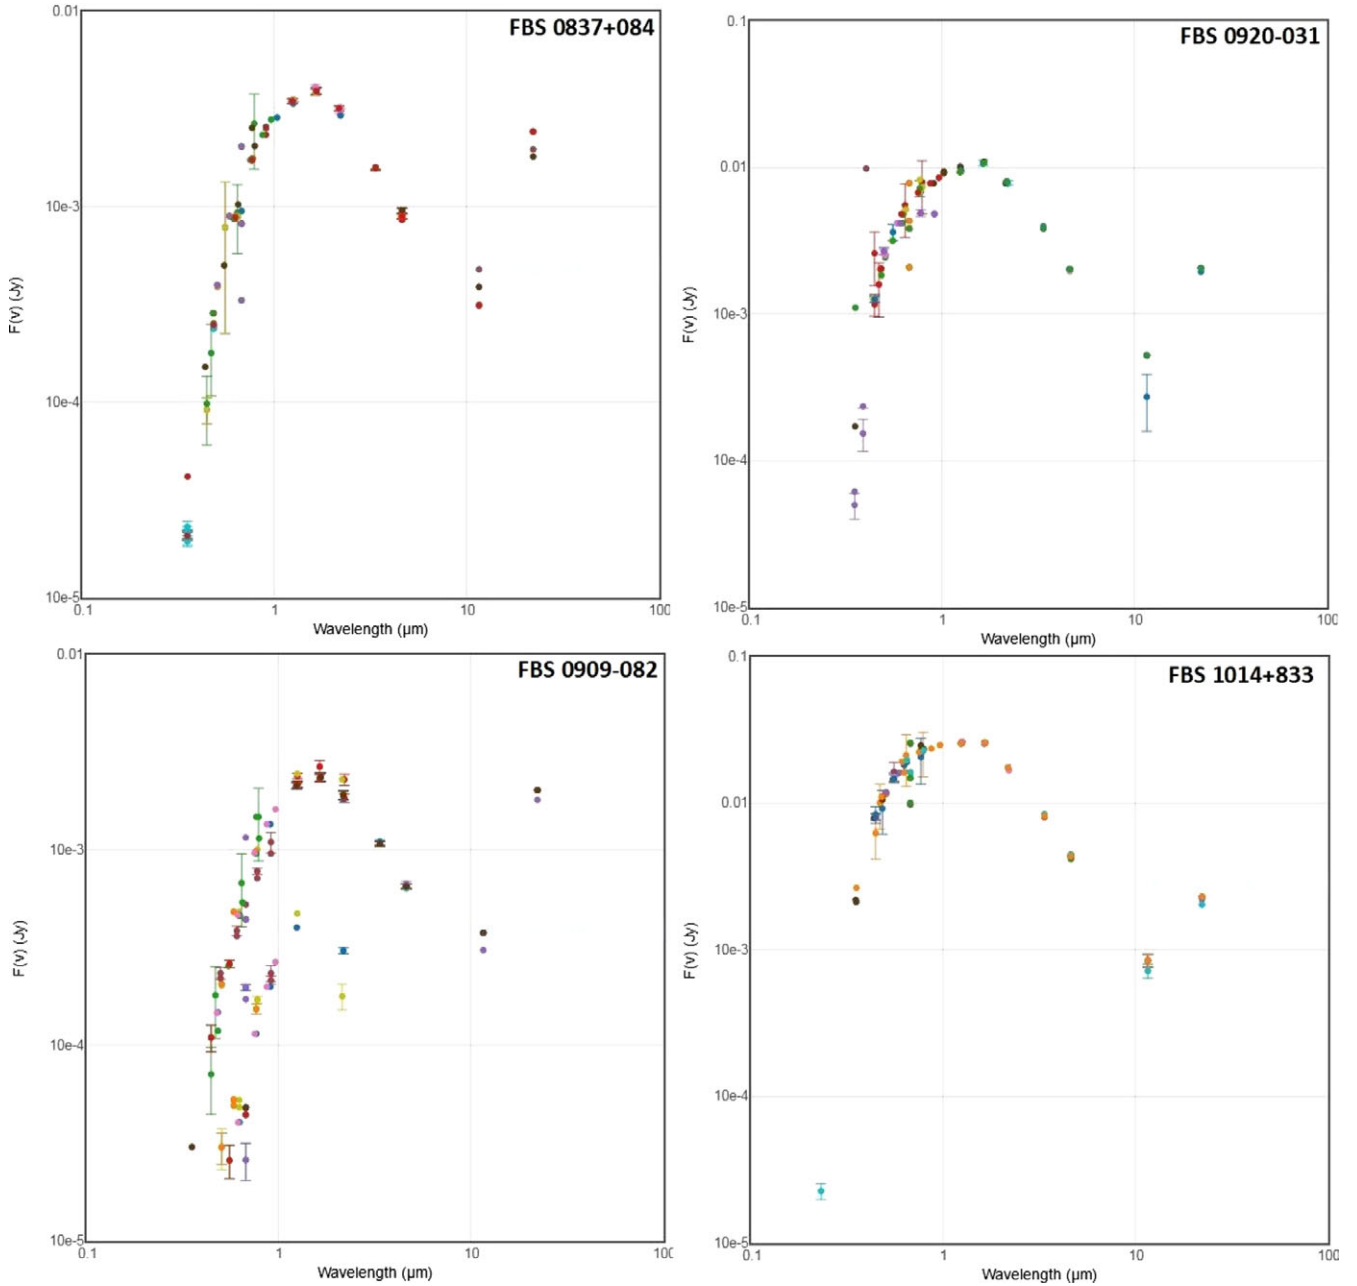 0.01
FBS 0837+084
10e-3
F(v) (Jy)
10e-4
10e-5
0.1
1
10
100
Wavelength (µm)
0.1
FBS 0920-031
0.01
10e-3
F(v) (Jy)
10e-4
10e-5
0.1
1
10
100
Wavelength (µm)
0.01
FBS 0909-082
10e-3
F(v) (Jy)
10e-4
10e-5
0.1
1
10
100
Wavelength (µm)
0.1
FBS 1014+833
0.01
10e-3
F(v) (Jy)
10e-4
10e-5
0.1
1
10
100
Wavelength (µm)